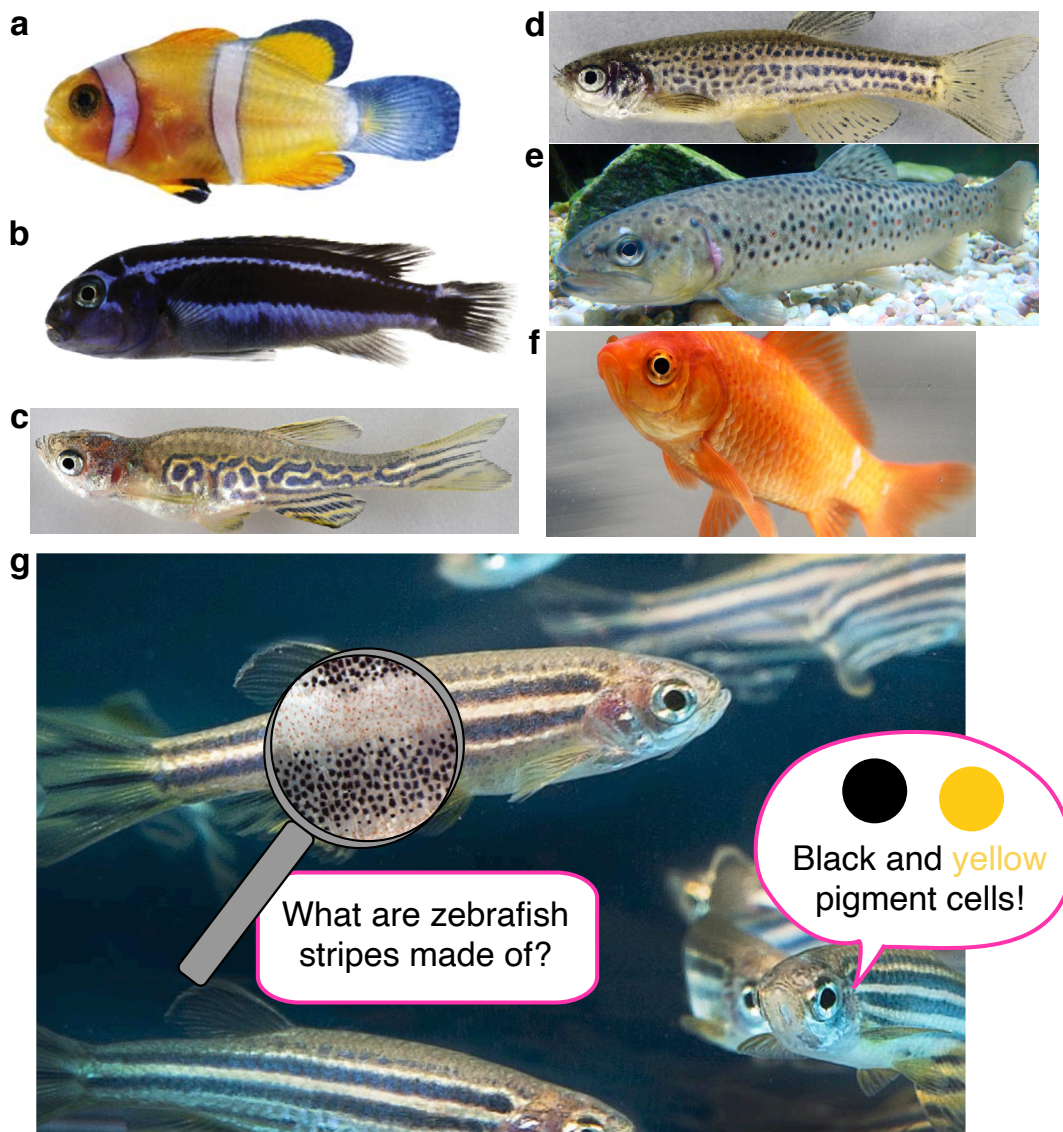 a
b
c
d
e
f
g
What are zebrafish
stripes made of?
Black and yellow
pigment cells!